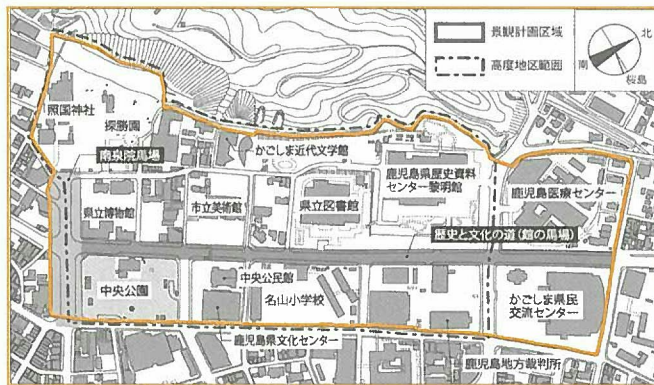 景観計画区域
高度地区範囲
北
南
桜島
照国神社
探勝園
南泉院馬場
かごしま近代文学館
鹿児島県歴史資料
センター黎明館
鹿児島医療センター
県立博物館
市立美術館
県立図書館
歴史と文化の道(館の馬場)
中央公園
中央公民館
名山小学校
かごしま県民
交流センター
鹿児島県文化センター
鹿児島地方裁判所